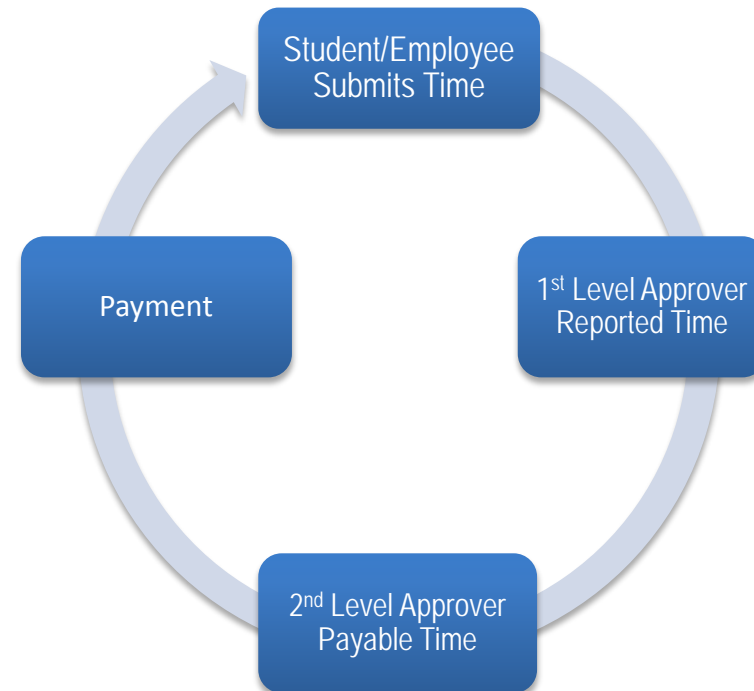 Student/Employee
Submits Time
1st Level Approver
Reported Time
2nd Level Approver
Payable Time
Payment